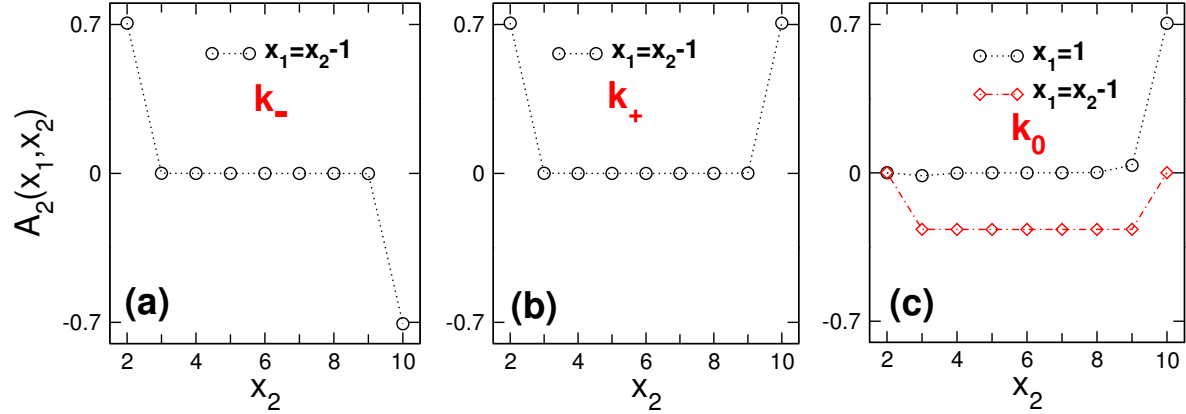 A₂(x₁,x₂)
0.7
0
-0.7
x₁=x₂-1
k₋
(a)
2 4 6 8 10
x₂
0.7
0
-0.7
x₁=x₂-1
k₊
(b)
2 4 6 8 10
x₂
0.7
0
-0.7
x₁=1
x₁=x₂-1
k₀
(c)
2 4 6 8 10
x₂